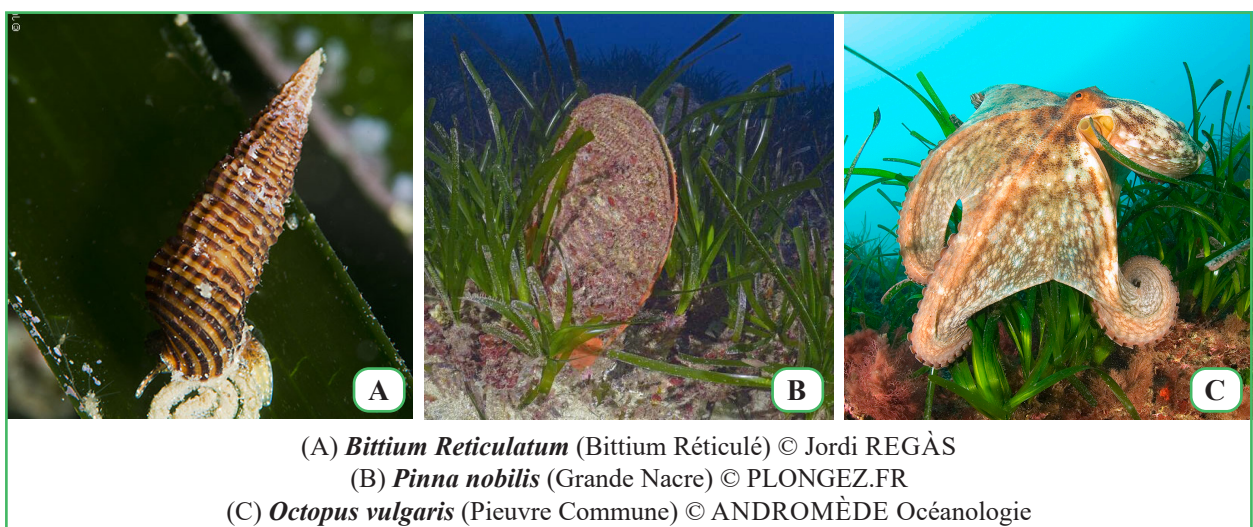 A
B
C
(A) Bittium Reticulatum (Bittium Réticulé) © Jordi REGÀS
(B) Pinna nobilis (Grande Nacre) © PLONGEZ.FR
(C) Octopus vulgaris (Pieuvre Commune) © ANDROMÈDE Océanologie